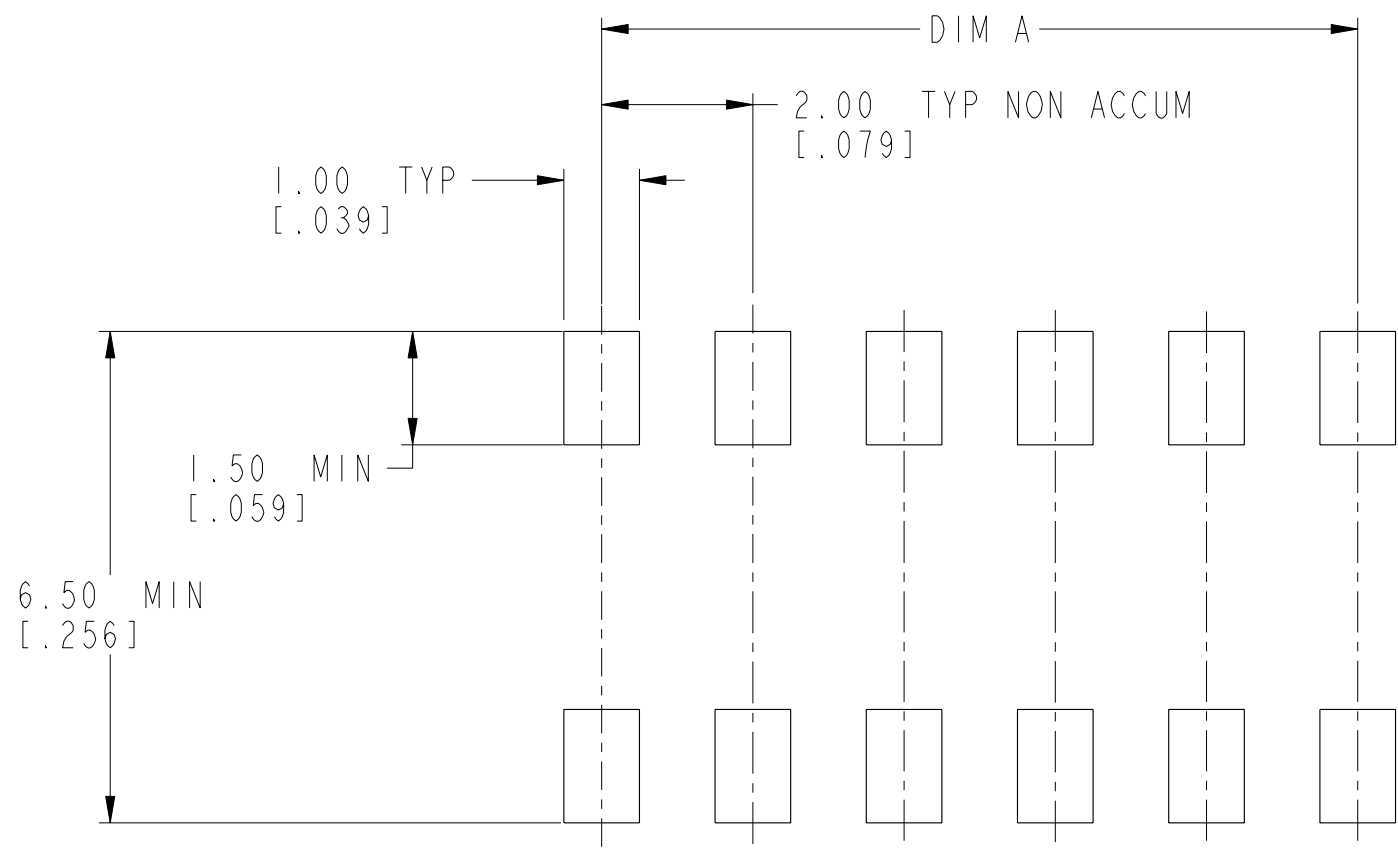 DIM A
2.00 TYP NON ACCUM
[.079]
1.00 TYP
[.039]
1.50 MIN
[.059]
6.50 MIN
[.256]